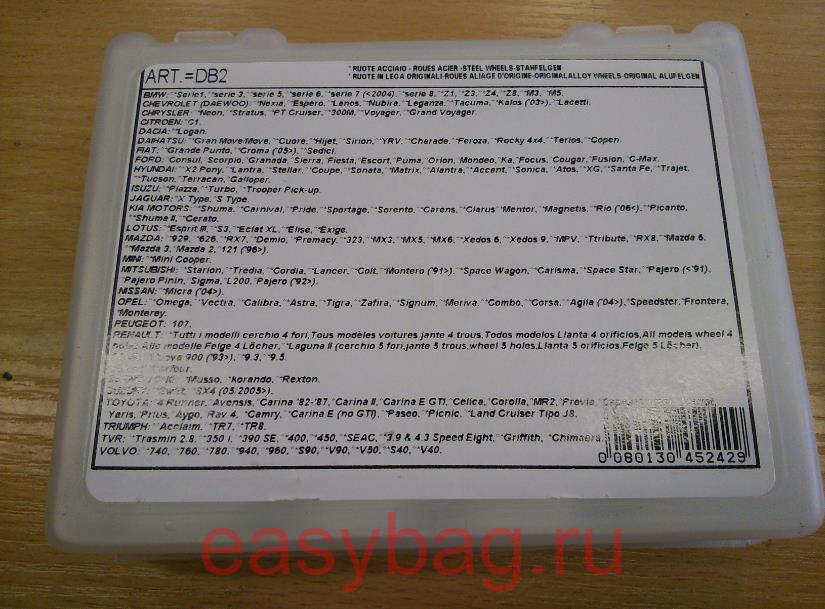 ART.=DB2
* RUOTE ACCIAIO - ROUES ACIER -STEEL WHEELS-STAHFELGEN
** RUOTE IN LEGA ORIGINALI-ROUES ALIAGE D'ORIGINE-ORIGINAL ALLOY WHEELS-ORIGINAL ALUFELGEN
BMW: *Serie1, *serie 3, *serie 5, *serie 6, *serie 7 (<2004), *serie 8, *Z1, *Z3, *Z4, *Z8, *M3, *M5.
CHEVROLET (DAEWOO): *Nexia, *Espero, *Lanos, *Nubira, *Leganza, *Tacuma, *Kalos ('03>), *Lacetti.
CHRYSLER: *Neon, *Stratus, *PT Cruiser, *300M, *Voyager, *Grand Voyager.
CITROEN: *C1.
DACIA: *Logan.
DAIHATSU: *Gran Move/Move, *Cuore, *Hijet, *Sirion, *YRV, *Charade, *Feroza, *Rocky 4x4, *Terios, *Copen.
FIAT: *Grande Punto, *Croma ('05>), *Sedici.
FORD: *Consul, Scorpio, Granada, Sierra, Fiesta, Escort, Puma, Orion, Mondeo, Ka, Focus, Cougar, Fusion, C-Max.
HYUNDAI: *X2 Pony, *Lantra, *Stellar, *Coupe, *Sonata, *Matrix, *Alantra, *Accent, *Sonica, *Atos, *XG, *Santa Fe, *Trajet,
*Tucson, Terracan, Galloper.
ISUZU: *Piazza, *Turbo, *Trooper Pick-up.
JAGUAR: *X Type, *S Type.
KIA MOTORS: *Shuma, *Carnival, *Pride, *Sportage, *Sorento, *Carens, *Clarus *Mentor, *Magnetis, *Rio ('06<), *Picanto,
*Shuma II, *Cerato.
LOTUS: *Esprit III, *S3, *Eclat XL, *Elise, *Exige.
MAZDA: *929, *626, *RX7, *Demio, *Premacy, *323, *MX3, *MX5, *MX6, *Xedos 6, *Xedos 9, *MPV, *Ttribute, *RX8, *Mazda 6,
*Mazda 3, Mazda 2, *121 ('96>).
MINI: *Mini Cooper.
MITSUBISHI: *Starion, *Tredia, *Cordia, *Lancer, *Colt, *Montero ('91>), *Space Wagon, *Carisma, *Space Star, *Pajero (<'91),
*Pajero Pinin, *Sigma, *L200, *Pajero ('92>).
NISSAN: *Micra ('04>).
OPEL: *Omega, *Vectra, *Calibra, *Astra, *Tigra, *Zafira, *Signum, *Meriva, *Combo, *Corsa, *Agila ('04>), *Speedster, *Frontera,
*Monterey.
PEUGEOT: 107.
RENAULT: *Tutti i modelli cerchio 4 fori, Tous modèles voitures jante 4 trous, Todos modelos Llanta 4 orificios, All models wheel 4
holes, Alle modelle Felge 4 Löcher), *Laguna II (cerchio 5 fori, jante 5 trous, wheel 5 holes, Llanta 5 orificios, Felge 5 Löcher).
900 ('93>), *9.3, *9.5.
*Musso, *korando, *Rexton.
*Swift, *SX4 (05/2005>).
TOYOTA: *4 Runner, Avensis, *Carina '82-'87, *Carina II, *Carina E GTI, *Celica, *Corolla, *MR2, *Previa,
Yaris, *Prius, *Aygo, *Rav 4, *Camry, *Carina E (no GTI), *Paseo, *Picnic, *Land Cruiser Tipo J8.
TRIUMPH: *Acclaim, *TR7, *TR8.
TVR: *Trasmin 2.8, *350 i, *390 SE, *400, *450, *SEAC, *3.9 & 4.3 Speed Eight, *Griffith, *Chimaera
VOLVO: *740, *760, *780, *940, *960, *S90, *V90, *V50, *S40, *V40.
0 080130 452429
easybag.ru